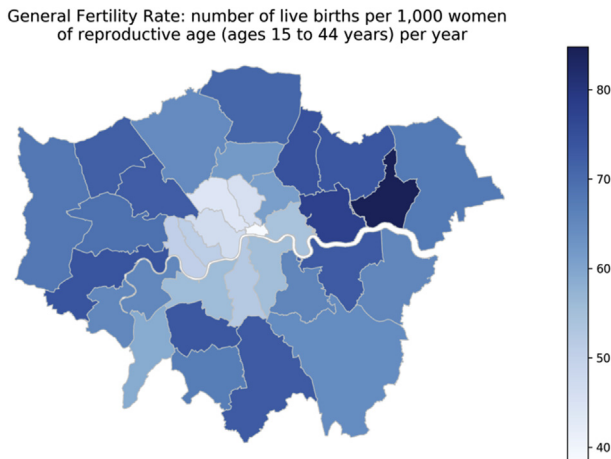 General Fertility Rate: number of live births per 1,000 women
of reproductive age (ages 15 to 44 years) per year
80
70
60
50
40